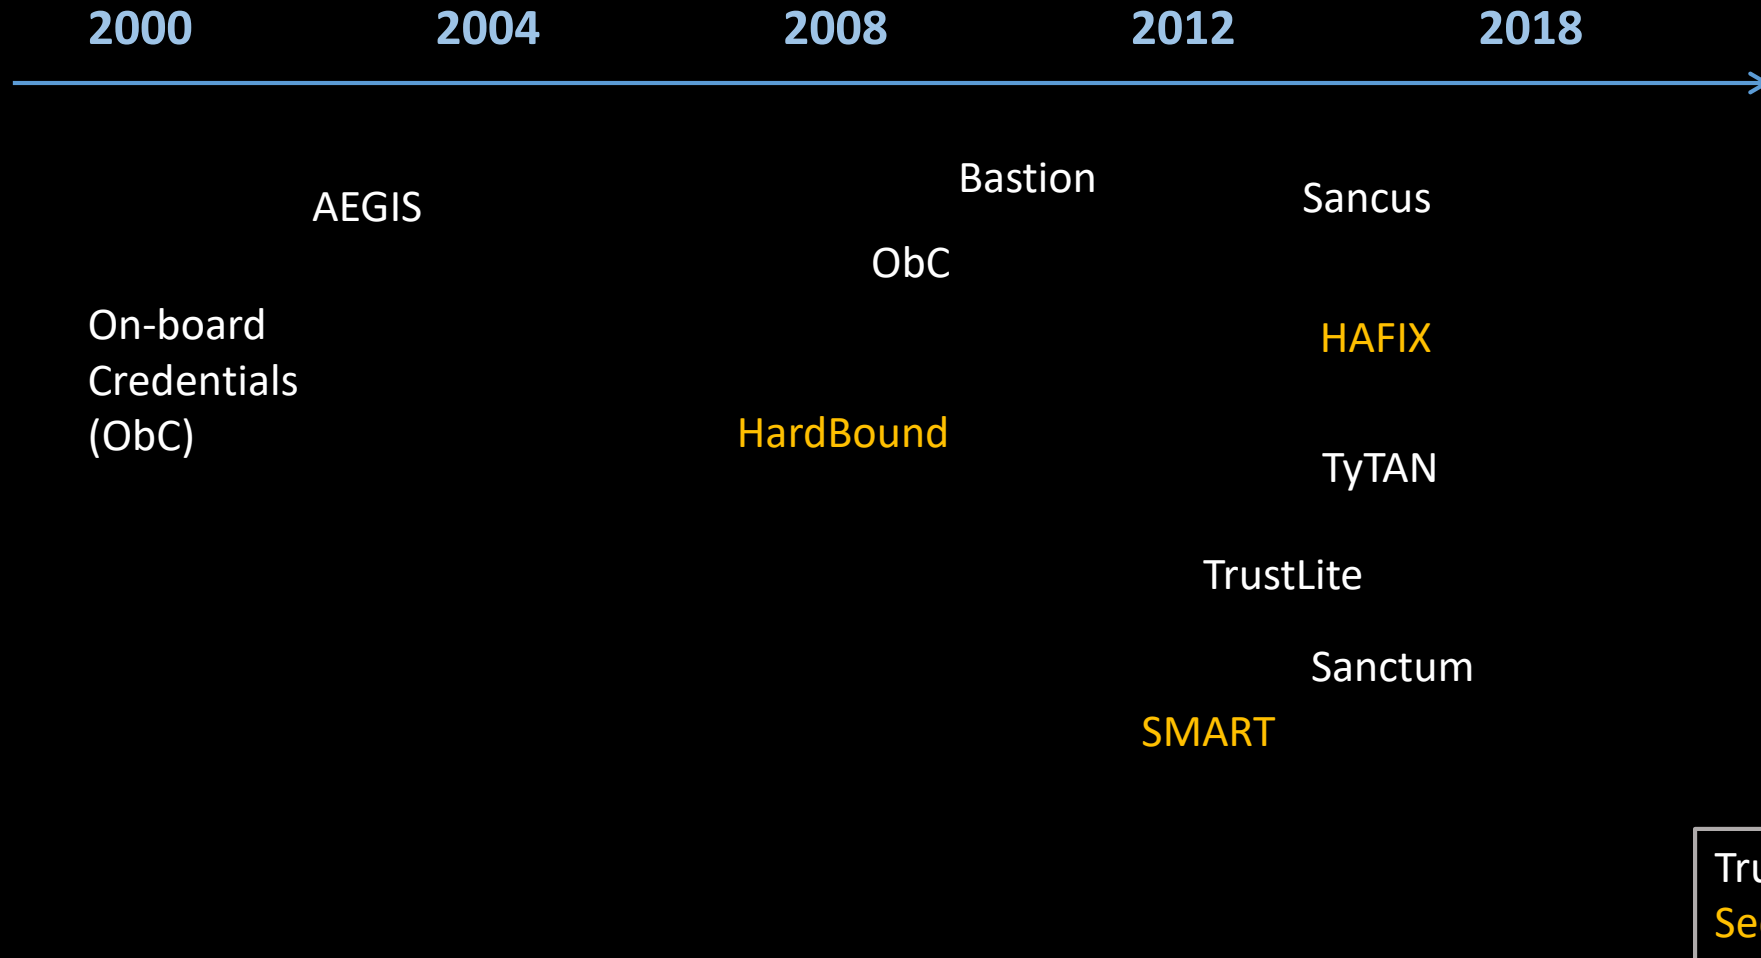 2000 2004 2008 2012 2018
Bastion
Sancus
AEGIS
ObC
On-board
Credentials
(ObC)
HAFIX
HardBound
TyTAN
TrustLite
Sanctum
SMART